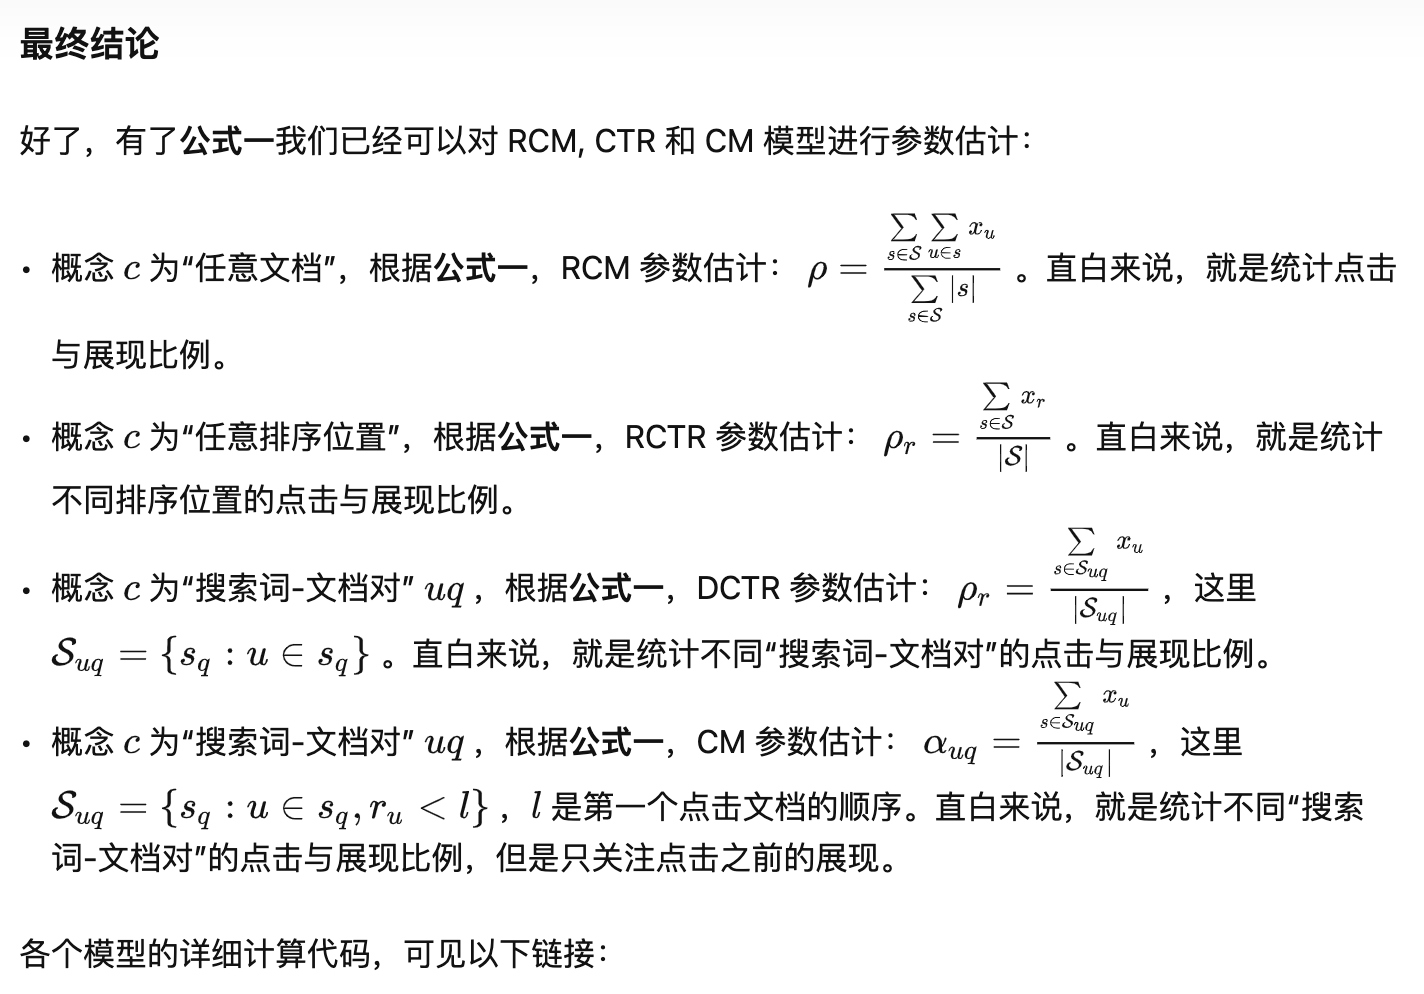 最终结论
好了，有了公式一我们已经可以对 RCM, CTR 和 CM 模型进行参数估计：
• 概念 $c$ 为“任意文档”，根据公式一，RCM 参数估计： $\rho = \frac{\sum\limits_{s \in \mathcal{S}} \sum\limits_{u \in s} x_u}{\sum\limits_{s \in \mathcal{S}} |s|}$ 。直白来说，就是统计点击
与展现比例。
• 概念 $c$ 为“任意排序位置”，根据公式一，RCTR 参数估计： $\rho_r = \frac{\sum\limits_{s \in \mathcal{S}} x_r}{|\mathcal{S}|}$ 。直白来说，就是统计
不同排序位置的点击与展现比例。
• 概念 $c$ 为“搜索词-文档对” $uq$ ，根据公式一，DCTR 参数估计： $\rho_r = \frac{\sum\limits_{s \in \mathcal{S}_{uq}} x_u}{|\mathcal{S}_{uq}|}$ ，这里
$\mathcal{S}_{uq} = \{s_q : u \in s_q\}$ 。直白来说，就是统计不同“搜索词-文档对”的点击与展现比例。
• 概念 $c$ 为“搜索词-文档对” $uq$ ，根据公式一，CM 参数估计： $\alpha_{uq} = \frac{\sum\limits_{s \in \mathcal{S}_{uq}} x_u}{|\mathcal{S}_{uq}|}$ ，这里
$\mathcal{S}_{uq} = \{s_q : u \in s_q, r_u < l\}$ ，$l$ 是第一个点击文档的顺序。直白来说，就是统计不同“搜索
词-文档对”的点击与展现比例，但是只关注点击之前的展现。
各个模型的详细计算代码，可见以下链接：